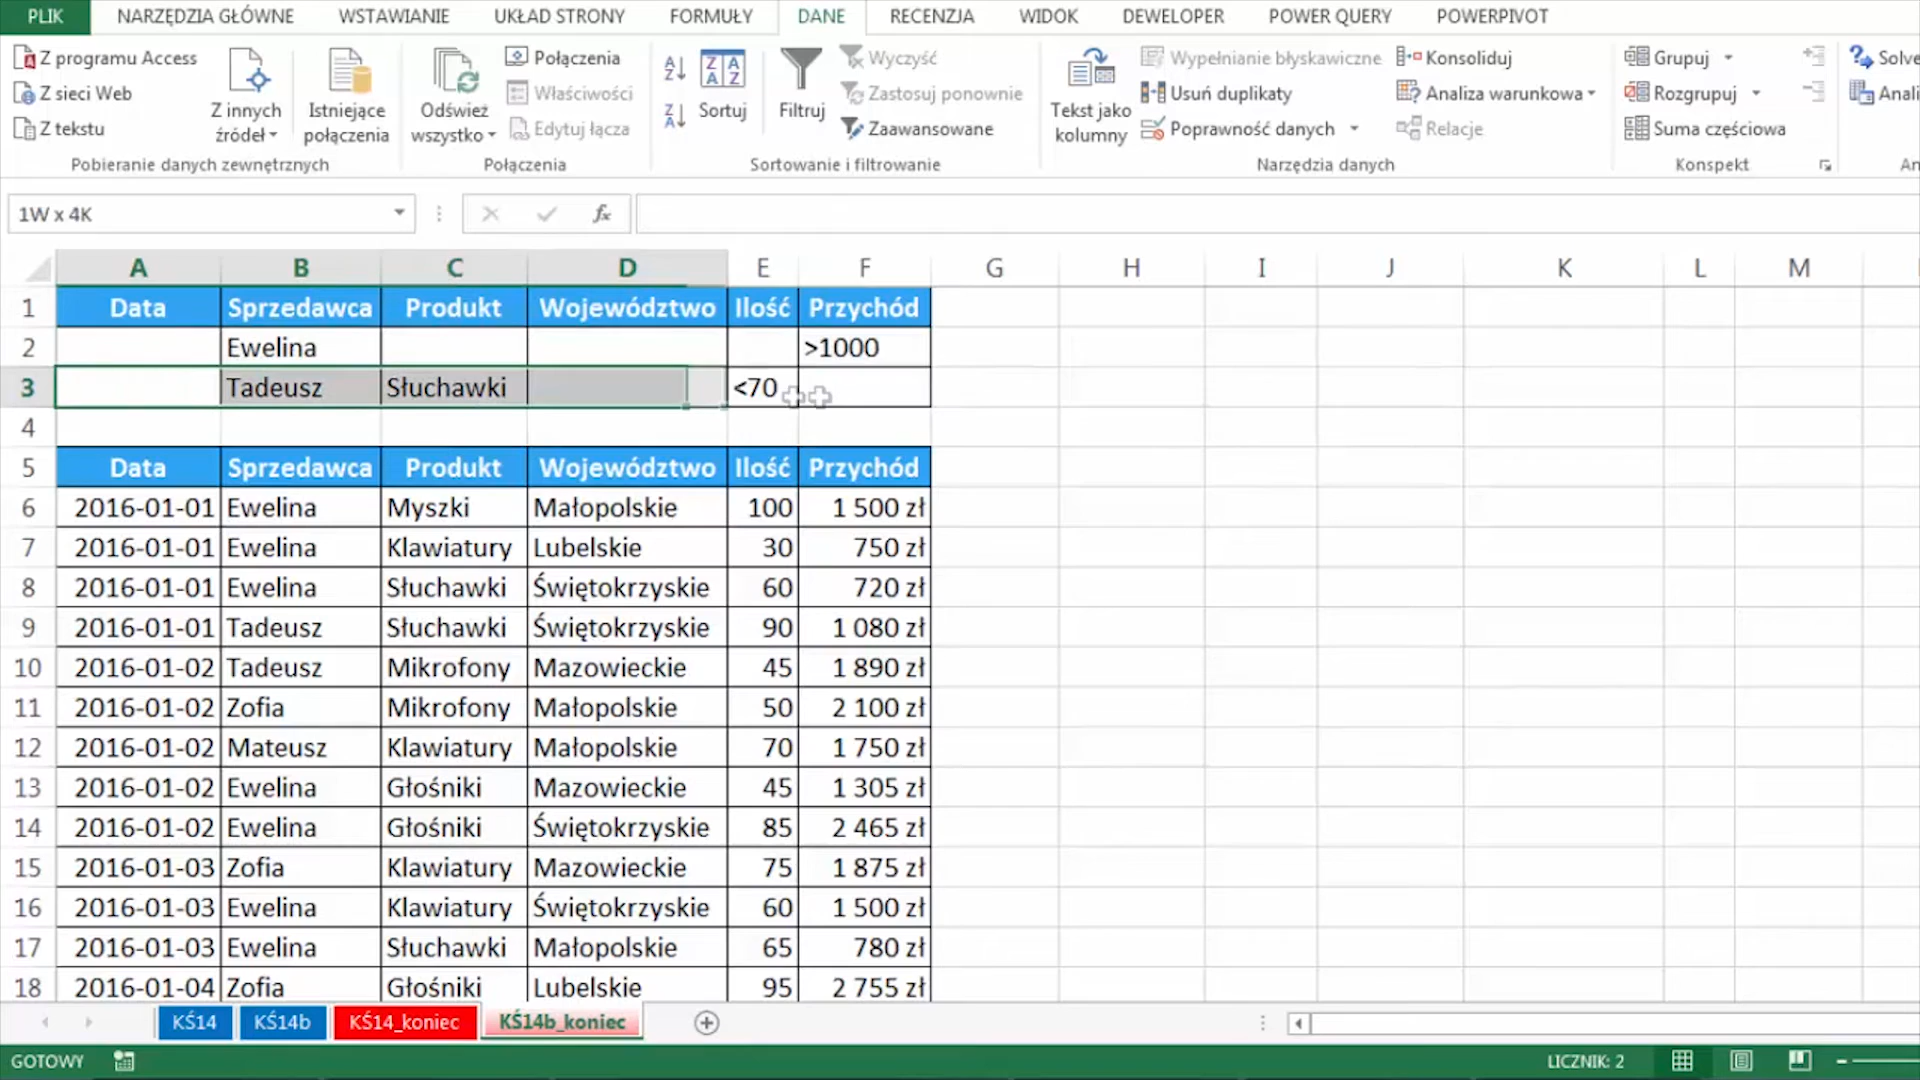 PLIK NARZĘDZIA GŁÓWNE WSTAWIANIE UKŁAD STRONY FORMUŁY DANE RECENZJA WIDOK DEWELOPER POWER QUERY POWERPIVOT
Z programu Access
Z sieci Web
Z tekstu
Z innych
źródeł
Istniejące
połączenia
Pobieranie danych zewnętrznych
Odśwież
wszystko
Połączenia
Właściwości
Edytuj łącza
Połączenia
Sortuj
Filtruj
Wyczyść
Zastosuj ponownie
Zaawansowane
Sortowanie i filtrowanie
Tekst jako
kolumny
Wypełnianie błyskawiczne
Usuń duplikaty
Poprawność danych
Konsoliduj
Analiza warunkowa
Relacje
Narzędzia danych
Grupuj
Rozgrupuj
Suma częściowa
Konspekt
Solve
Anali
An
1W x 4K
fx
A B C D E F G H I J K L M
1 Data Sprzedawca Produkt Województwo Ilość Przychód
2 Ewelina >1000
3 Tadeusz Słuchawki <70
4
5 Data Sprzedawca Produkt Województwo Ilość Przychód
6 2016-01-01 Ewelina Myszki Małopolskie 100 1 500 zł
7 2016-01-01 Ewelina Klawiatury Lubelskie 30 750 zł
8 2016-01-01 Ewelina Słuchawki Świętokrzyskie 60 720 zł
9 2016-01-01 Tadeusz Słuchawki Świętokrzyskie 90 1 080 zł
10 2016-01-02 Tadeusz Mikrofony Mazowieckie 45 1 890 zł
11 2016-01-02 Zofia Mikrofony Małopolskie 50 2 100 zł
12 2016-01-02 Mateusz Klawiatury Małopolskie 70 1 750 zł
13 2016-01-02 Ewelina Głośniki Mazowieckie 45 1 305 zł
14 2016-01-02 Ewelina Głośniki Świętokrzyskie 85 2 465 zł
15 2016-01-03 Zofia Klawiatury Mazowieckie 75 1 875 zł
16 2016-01-03 Ewelina Klawiatury Świętokrzyskie 60 1 500 zł
17 2016-01-03 Ewelina Słuchawki Małopolskie 65 780 zł
18 2016-01-04 Zofia Głośniki Lubelskie 95 2 755 zł
KŚ14 KŚ14b KŚ14_koniec KŚ14b_koniec
GOTOWY LICZNIK: 2